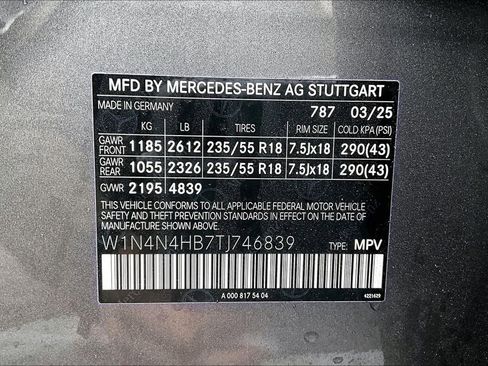 MFD BY MERCEDES-BENZ AG STUTTGART
MADE IN GERMANY 787 03/25
KG LB TIRES RIM SIZE COLD KPA(PSI)
GAWR FRONT 1185 2612 235/55 R18 7.5Jx18 290(43)
GAWR REAR 1055 2326 235/55 R18 7.5Jx18 290(43)
GVWR 2195 4839
THIS VEHICLE CONFORMS TO ALL APPLICABLE FEDERAL MOTOR VEHICLE
SAFETY AND THEFT PREVENTION STANDARDS IN EFFECT ON THE DATE
OF MANUFACTURE SHOWN ABOVE.
W1N4N4HB7TJ746839 TYPE: MPV
A 000 817 54 04 4221629